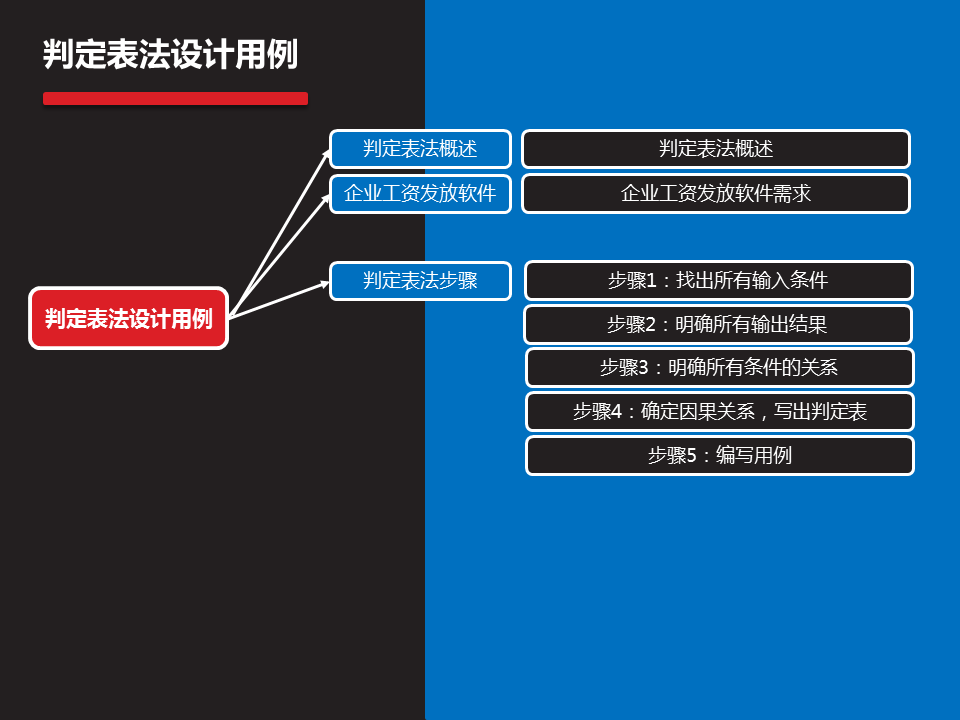 判定表法设计用例
判定表法概述
判定表法概述
企业工资发放软件
企业工资发放软件需求
判定表法设计用例
判定表法步骤
步骤1：找出所有输入条件
步骤2：明确所有输出结果
步骤3：明确所有条件的关系
步骤4：确定因果关系，写出判定表
步骤5：编写用例